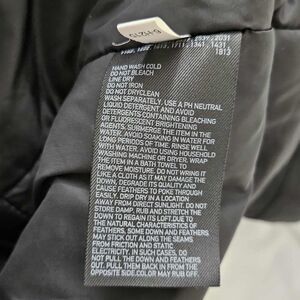 HAND WASH COLD
DO NOT BLEACH
LINE DRY
DO NOT IRON
DO NOT DRYCLEAN
WASH SEPARATELY. USE A PH NEUTRAL
LIQUID DETERGENT AND AVOID
DETERGENTS CONTAINING BLEACHING
OR FLUORESCENT BRIGHTENING
AGENTS. SUBMERGE THE ITEM IN THE
WATER. AVOID SOAKING IN WATER FOR
LONG PERIODS OF TIME. RINSE WELL
WITH WATER. AVOID USING HOUSEHOLD
WASHING MACHINE OR DRYER. WRAP
THE ITEM IN A BATH TOWEL TO
REMOVE MOISTURE. DO NOT WRING IT
LIKE A CLOTH AS IT MAY DAMAGE THE
DOWN, DEGRADE ITS QUALITY AND
CAUSE FEATHERS TO POKE THROUGH
EASILY. DRIP DRY IN A LOCATION
AWAY FROM DIRECT SUNLIGHT. DO NOT
STORE DAMP. RUB AND STRETCH THE
DOWN TO REGAIN ITS LOFT. DUE TO
THE NATURAL CHARACTERISTICS OF
FEATHERS, SOME DOWN AND FEATHERS
MAY STICK OUT ALONG THE SEAMS
FROM FRICTION AND STATIC
ELECTRICITY. IN SUCH CASES, DO
NOT PULL THE DOWN AND FEATHERS
OUT. PULL THEM BACK IN FROM THE
OPPOSITE SIDE. COLOR MAY RUB OFF.